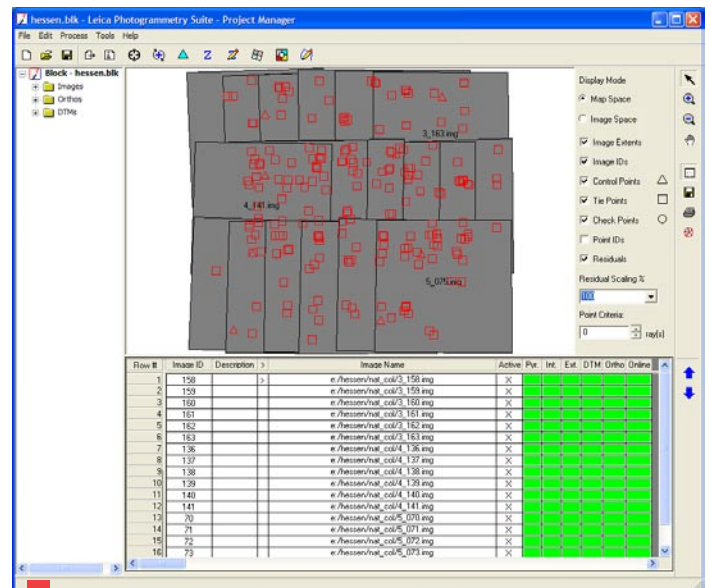 hessen.blk - Leica Photogrammetry Suite - Project Manager
File Edit Process Tools Help
Block - hessen.blk
Images
Orthos
DTMs
3_163.img
4_141.img
5_075.img
Display Mode
Map Space
Image Space
Image Extents
Image IDs
Control Points
Tie Points
Check Points
Point IDs
Residuals
Residual Scaling %
100
Point Criteria:
0 ray(s)
Row # Image ID Description > Image Name Active Pyr. Int. Ext. DTM Ortho Online
1 158 > e:/hessen/nat_col/3_158.img X
2 159 e:/hessen/nat_col/3_159.img X
3 160 e:/hessen/nat_col/3_160.img X
4 161 e:/hessen/nat_col/3_161.img X
5 162 e:/hessen/nat_col/3_162.img X
6 163 e:/hessen/nat_col/3_163.img X
7 136 e:/hessen/nat_col/4_136.img X
8 137 e:/hessen/nat_col/4_137.img X
9 138 e:/hessen/nat_col/4_138.img X
10 139 e:/hessen/nat_col/4_139.img X
11 140 e:/hessen/nat_col/4_140.img X
12 141 e:/hessen/nat_col/4_141.img X
13 70 e:/hessen/nat_col/5_070.img X
14 71 e:/hessen/nat_col/5_071.img X
15 72 e:/hessen/nat_col/5_072.img X
16 73 e:/hessen/nat_col/5_073.img X